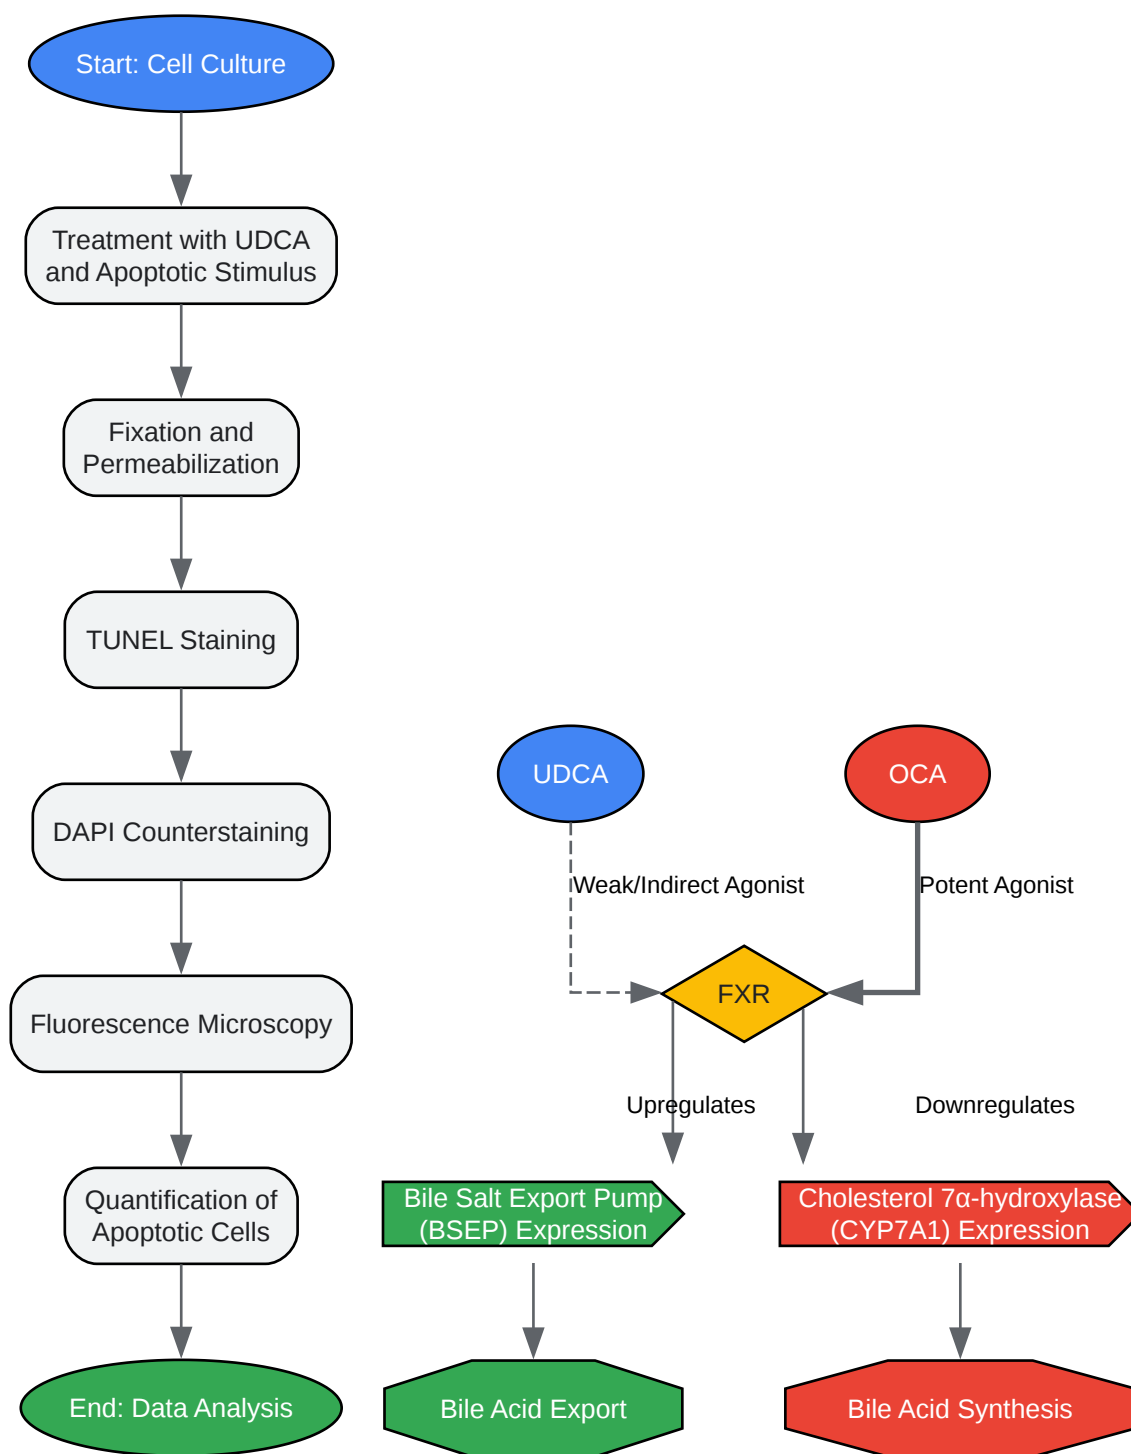 Start: Cell Culture
Treatment with UDCA
and Apoptotic Stimulus
Fixation and
Permeabilization
TUNEL Staining
DAPI Counterstaining
Fluorescence Microscopy
Quantification of
Apoptotic Cells
End: Data Analysis
UDCA
OCA
Weak/Indirect Agonist
Potent Agonist
FXR
Upregulates
Downregulates
Bile Salt Export Pump
(BSEP) Expression
Cholesterol 7α-hydroxylase
(CYP7A1) Expression
Bile Acid Export
Bile Acid Synthesis